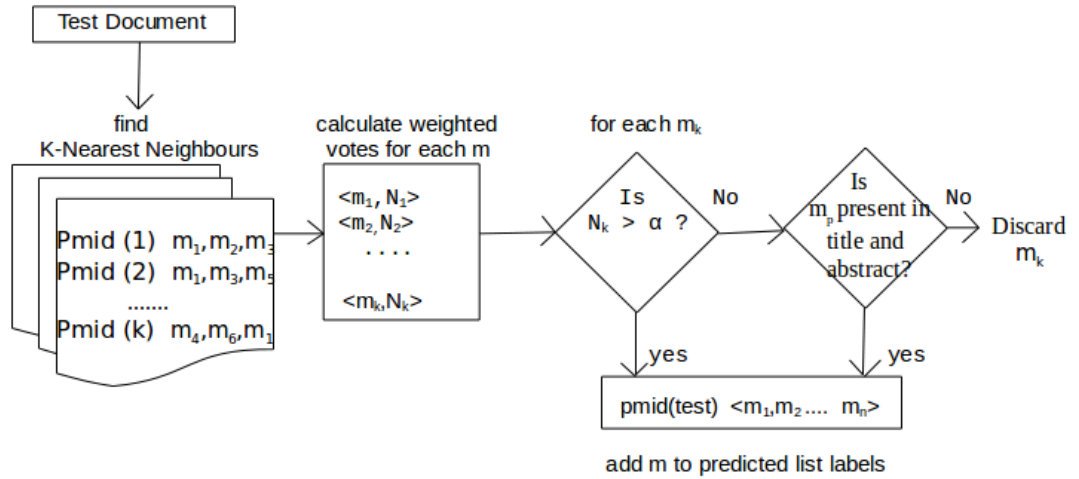 Test Document
find
K-Nearest Neighbours
Pmid (1) m₁,m₂,m₃
Pmid (2) m₁,m₃,m₅
.......
Pmid (k) m₄,m₆,m₁
calculate weighted
votes for each m
<m₁, N₁>
<m₂,N₂>
....
<mₖ,Nₖ>
for each mₖ
Is
Nₖ > α ?
No
yes
Is
mₚ present in
title and
abstract?
No
yes
Discard
mₖ
pmid(test) <m₁,m₂.... mₙ>
add m to predicted list labels